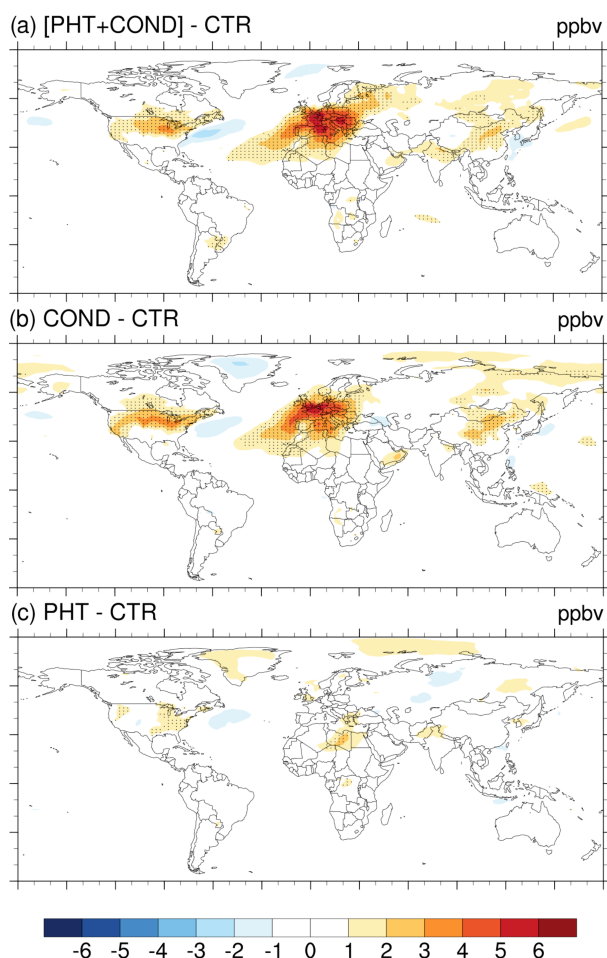 (a) [PHT+COND] - CTR ppbv
(b) COND - CTR ppbv
(c) PHT - CTR ppbv
-6 -5 -4 -3 -2 -1 0 1 2 3 4 5 6